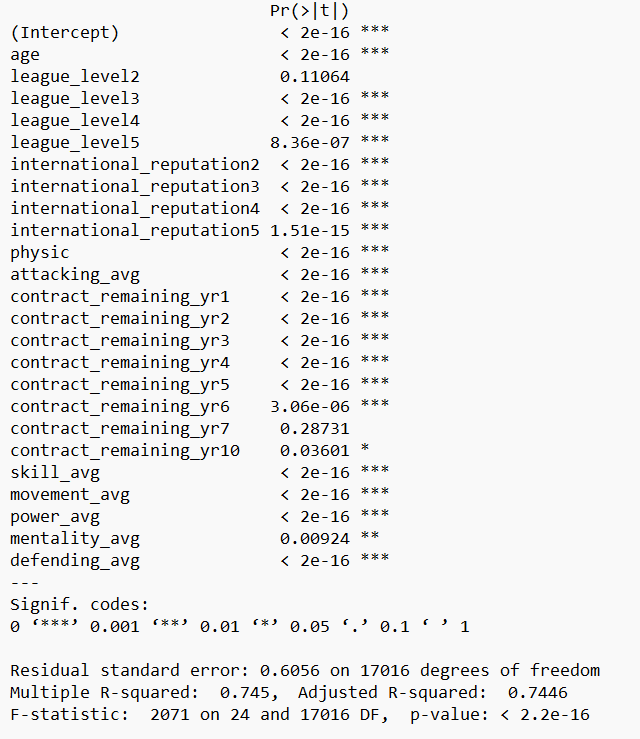 Pr(>|t|)
(Intercept) < 2e-16 ***
age < 2e-16 ***
league_level2 0.11064
league_level3 < 2e-16 ***
league_level4 < 2e-16 ***
league_level5 8.36e-07 ***
international_reputation2 < 2e-16 ***
international_reputation3 < 2e-16 ***
international_reputation4 < 2e-16 ***
international_reputation5 1.51e-15 ***
physic < 2e-16 ***
attacking_avg < 2e-16 ***
contract_remaining_yr1 < 2e-16 ***
contract_remaining_yr2 < 2e-16 ***
contract_remaining_yr3 < 2e-16 ***
contract_remaining_yr4 < 2e-16 ***
contract_remaining_yr5 < 2e-16 ***
contract_remaining_yr6 3.06e-06 ***
contract_remaining_yr7 0.28731
contract_remaining_yr10 0.03601 *
skill_avg < 2e-16 ***
movement_avg < 2e-16 ***
power_avg < 2e-16 ***
mentality_avg 0.00924 **
defending_avg < 2e-16 ***
---
Signif. codes:
0 ‘***’ 0.001 ‘**’ 0.01 ‘*’ 0.05 ‘.’ 0.1 ‘ ’ 1
Residual standard error: 0.6056 on 17016 degrees of freedom
Multiple R-squared:  0.745, Adjusted R-squared:  0.7446
F-statistic:  2071 on 24 and 17016 DF,  p-value: < 2.2e-16